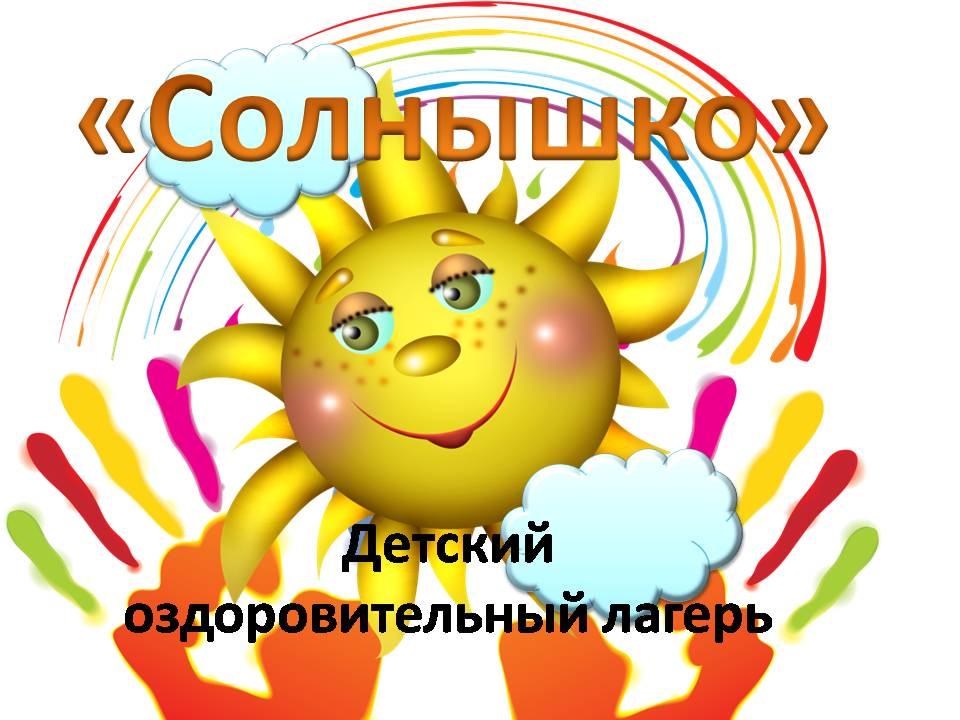 «Солнышко»
Детский
оздоровительный лагерь